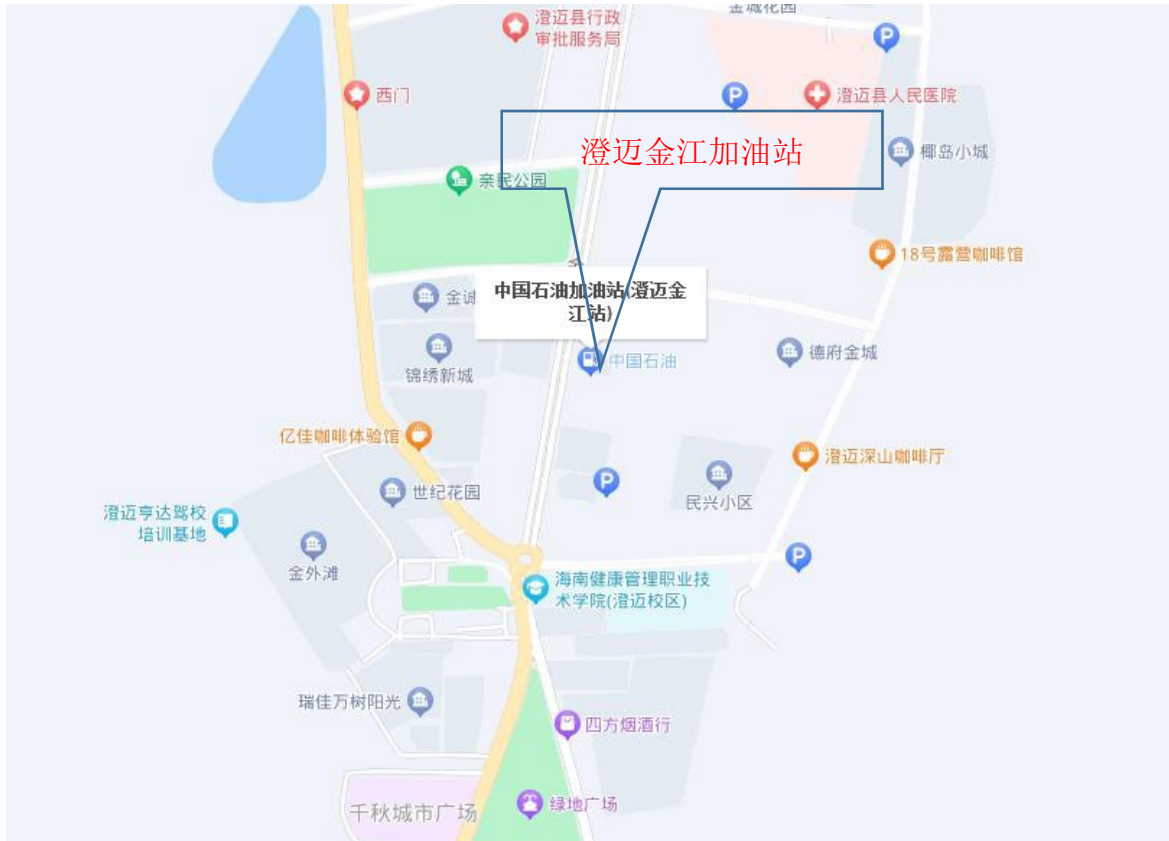 金城花园
澄迈县行政
审批服务局
P
西门
P
澄迈县人民医院
澄迈金江加油站
椰岛小城
亲民公园
18号露营咖啡馆
中国石油加油站(澄迈金
江站)
金诚
锦绣新城
中国石油
德府金城
亿佳咖啡体验馆
澄迈深山咖啡厅
世纪花园
P
民兴小区
澄迈亨达驾校
培训基地
金外滩
P
海南健康管理职业技
术学院(澄迈校区)
瑞佳万树阳光
四方烟酒行
千秋城市广场
绿地广场